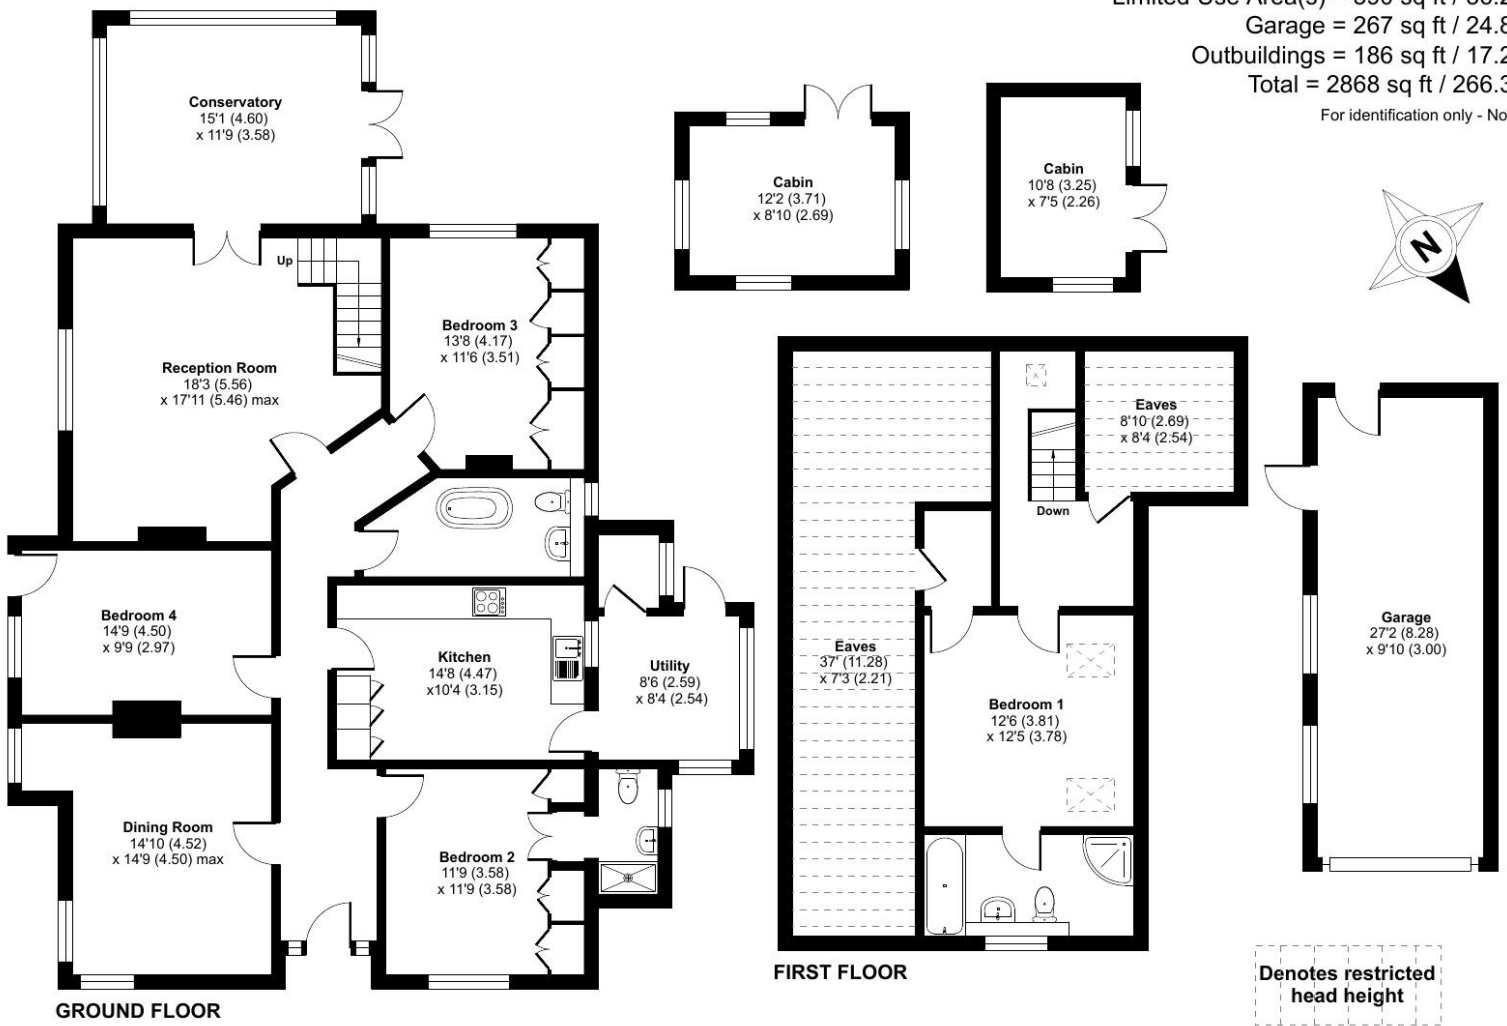 Garage = 267 sq ft / 24.8
Outbuildings = 186 sq ft / 17.2
Total = 2868 sq ft / 266.3
For identification only - No
Conservatory
15'1 (4.60)
x 11'9 (3.58)
Cabin
12'2 (3.71)
x 8'10 (2.69)
Cabin
10'8 (3.25)
x 7'5 (2.26)
N
Up
Bedroom 3
13'8 (4.17)
x 11'6 (3.51)
Reception Room
18'3 (5.56)
x 17'11 (5.46) max
Eaves
8'10 (2.69)
x 8'4 (2.54)
Down
Bedroom 4
14'9 (4.50)
x 9'9 (2.97)
Kitchen
14'8 (4.47)
x10'4 (3.15)
Utility
8'6 (2.59)
x 8'4 (2.54)
Eaves
37' (11.28)
x 7'3 (2.21)
Garage
27'2 (8.28)
x 9'10 (3.00)
Bedroom 1
12'6 (3.81)
x 12'5 (3.78)
Dining Room
14'10 (4.52)
x 14'9 (4.50) max
Bedroom 2
11'9 (3.58)
x 11'9 (3.58)
GROUND FLOOR
FIRST FLOOR
Denotes restricted
head height